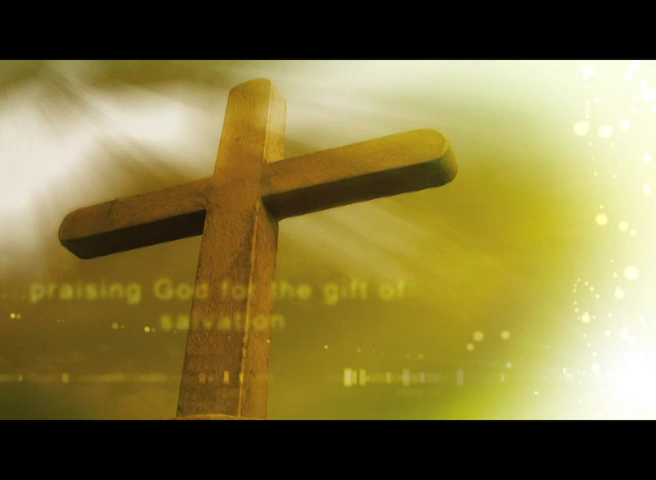 ...praising God for the gift of
salvation